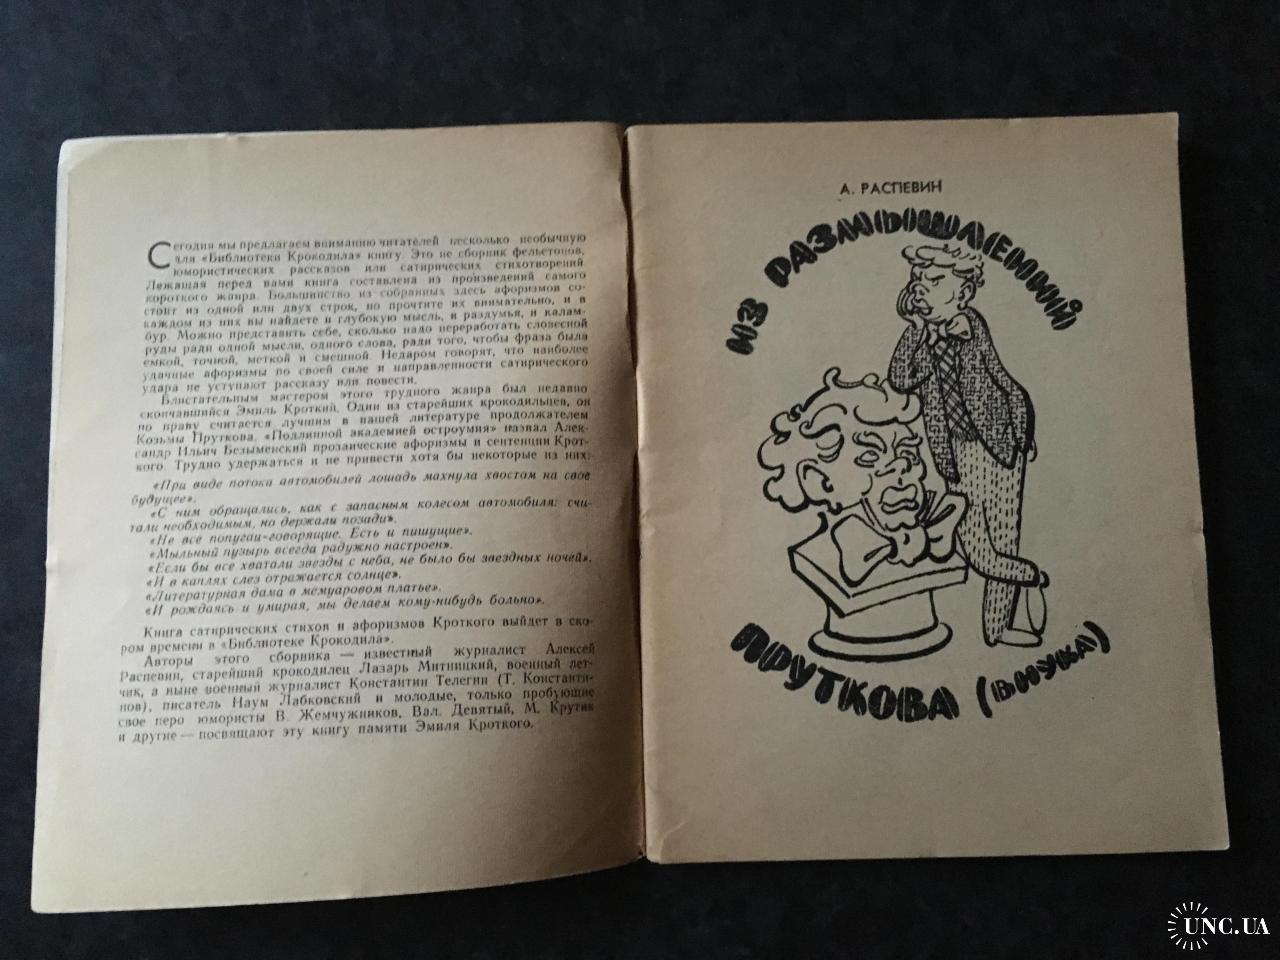 Сегодня мы предлагаем вниманию читателей несколько необычную
для «Библиотеки Крокодила» книгу. Это не сборник фельетонов,
юмористических рассказов или сатирических стихотворений.
Лежащая перед вами книга составлена из произведений самого
короткого жанра. Большинство из собранных здесь афоризмов со-
стоит из одной или двух строк, но прочтите их внимательно, и в
каждом из них вы найдете и глубокую мысль, и раздумья, и калам-
бур. Можно представить себе, сколько надо переработать словесной
руды ради одной мысли, одного слова, ради того, чтобы фраза была
емкой, точной, меткой и смешной. Недаром говорят, что наиболее
удачные афоризмы по своей силе и направленности сатирического
удара не уступают рассказу или повести.
Блистательным мастером этого трудного жанра был недавно
скончавшийся Эмиль Кроткий. Один из старейших крокодильцев, он
по праву считается лучшим в нашей литературе продолжателем
Козьмы Пруткова. «Подлинной академией остроумия» назвал Алек-
сандр Ильич Безыменский прозаические афоризмы и сентенции Крот-
кого. Трудно удержаться и не привести хотя бы некоторые из них:
«При виде потока автомобилей лошадь махнула хвостом на свое
будущее».
«С ним обращались, как с запасным колесом автомобиля: счи-
тали необходимым, но держали позади».
«Не все попугаи—говорящие. Есть и пишущие».
«Мыльный пузырь всегда радужно настроен».
«Если бы все хватали звезды с неба, не было бы звездных ночей».
«И в каплях слез отражается солнце».
«Литературная дама в мемуаровом платье».
«И рождаясь и умирая, мы делаем кому-нибудь больно».
Книга сатирических стихов и афоризмов Кроткого выйдет в ско-
ром времени в «Библиотеке Крокодила».
Авторы этого сборника — известный журналист Алексей
Распевин, старейший крокодилец Лазарь Митницкий, военный лет-
чик, а ныне военный журналист Константин Телегин (Т. Константи-
нов), писатель Наум Лабковский и молодые, только пробующие
свое перо юмористы В. Жемчужников, Вал. Девятый, М. Крутик
и другие — посвящают эту книгу памяти Эмиля Кроткого.
А. РАСПЕВИН
ИЗ РАЗМЫШЛЕНИЙ
ПРУТКОВА (ВНУКА)
UNC.UA